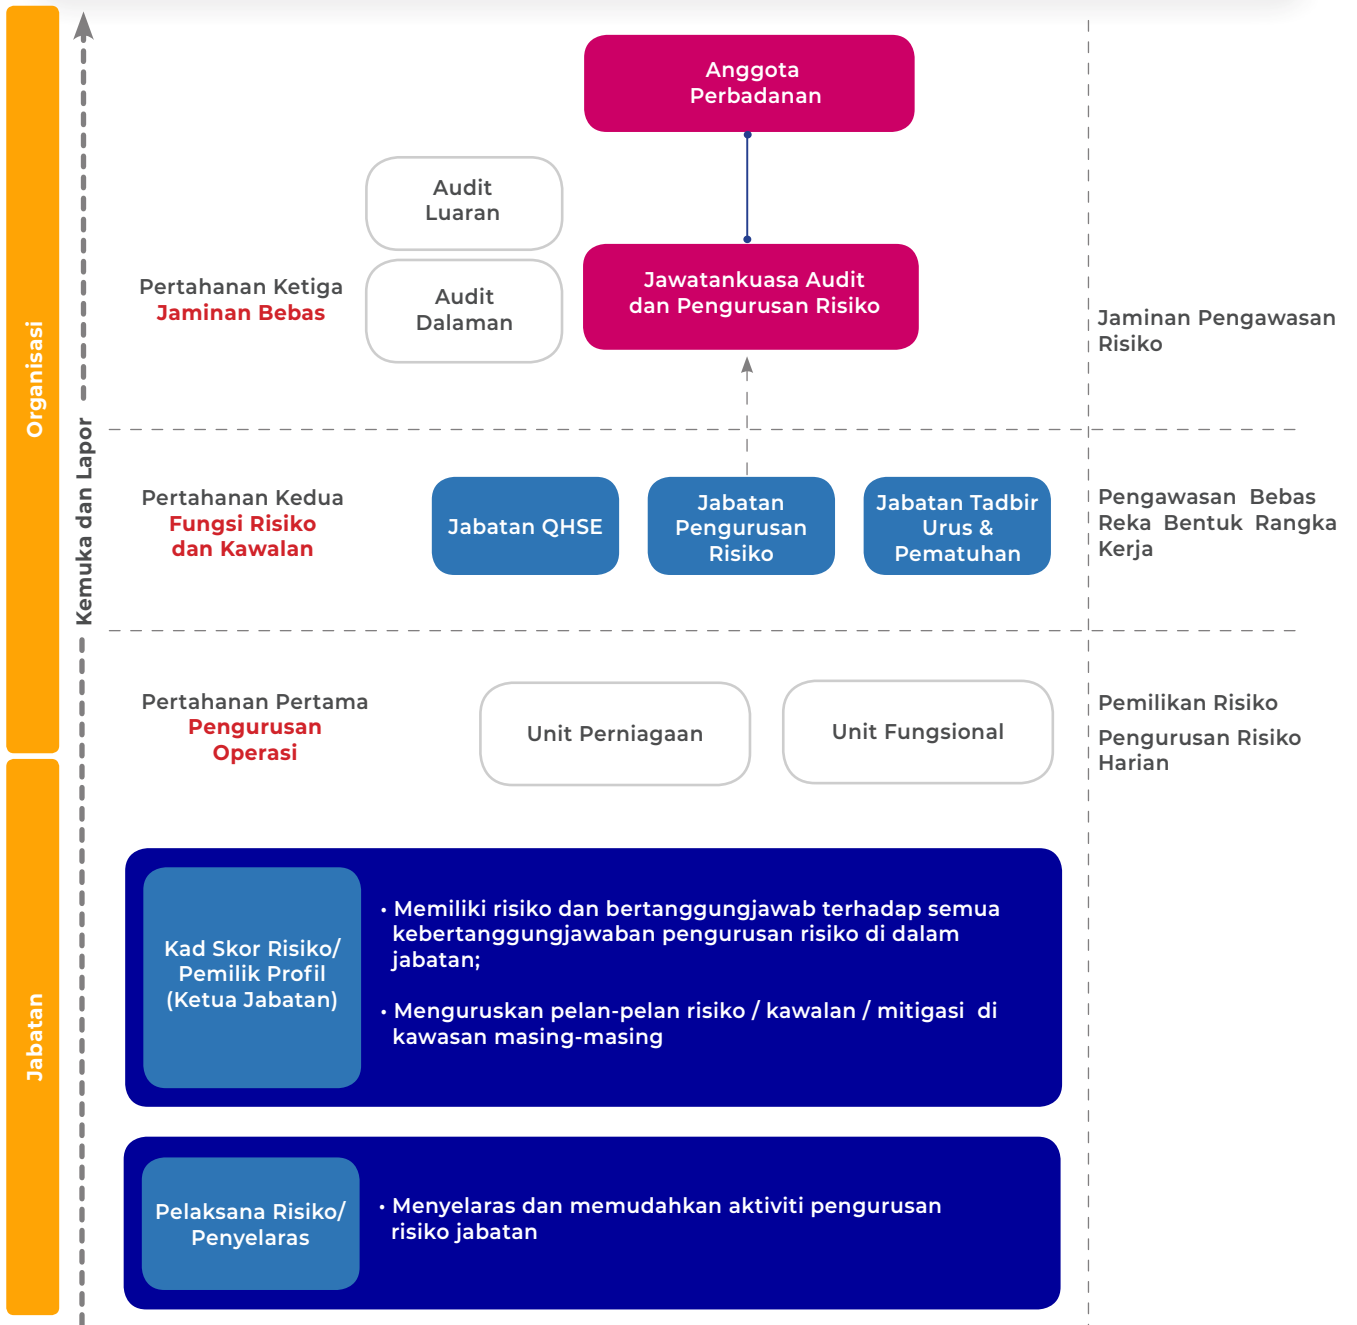 Organisasi
Jabatan
Kemuka dan Lapor
Anggota
Perbadanan
Audit
Luaran
Audit
Dalaman
Pertahanan Ketiga
Jaminan Bebas
Jawatankuasa Audit
dan Pengurusan Risiko
Jaminan Pengawasan
Risiko
Pertahanan Kedua
Fungsi Risiko
dan Kawalan
Jabatan QHSE
Jabatan
Pengurusan
Risiko
Jabatan Tadbir
Urus &
Pematuhan
Pengawasan Bebas
Reka Bentuk Rangka
Kerja
Pertahanan Pertama
Pengurusan
Operasi
Unit Perniagaan
Unit Fungsional
Pemilikan Risiko
Pengurusan Risiko
Harian
Kad Skor Risiko/
Pemilik Profil
(Ketua Jabatan)
• Memiliki risiko dan bertanggungjawab terhadap semua
kebertanggungjawaban pengurusan risiko di dalam
jabatan;
• Menguruskan pelan-pelan risiko / kawalan / mitigasi di
kawasan masing-masing
Pelaksana Risiko/
Penyelaras
• Menyelaras dan memudahkan aktiviti pengurusan
risiko jabatan